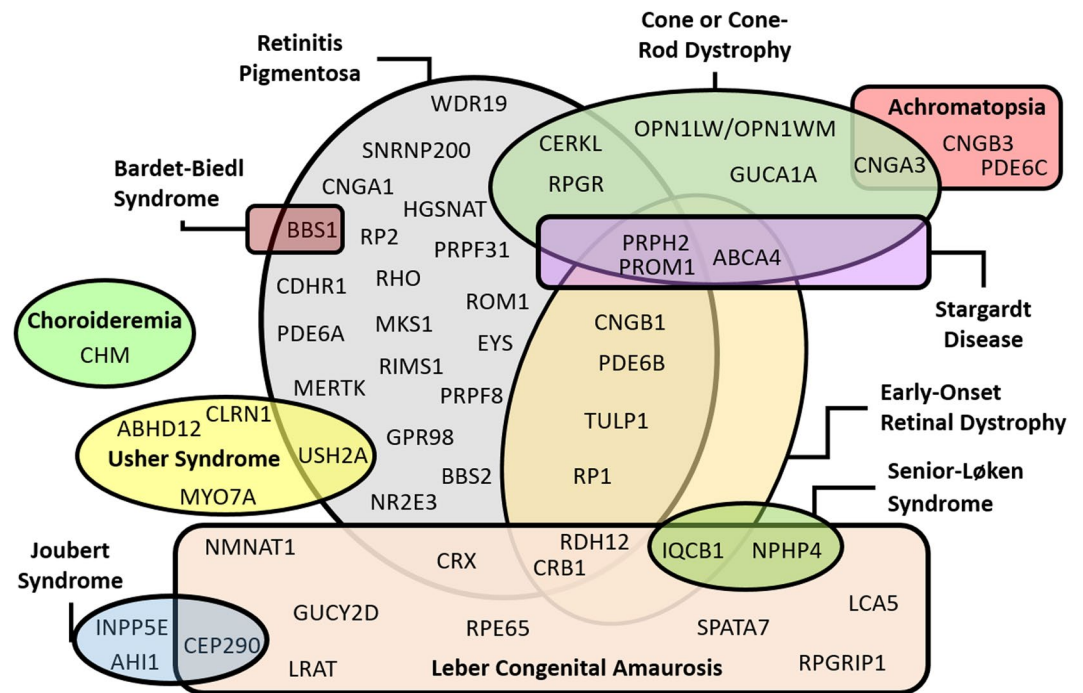 Retinitis
Pigmentosa
Cone or Cone-
Rod Dystrophy
Achromatopsia
CNGB3
PDE6C
CNGA3
WDR19
SNRNP200
CNGA1
HGSNAT
CERKL
RPGR
OPN1LW/OPN1WM
GUCA1A
Bardet-Biedl
Syndrome
BBS1
RP2
PRPF31
PRPH2
PROM1
ABCA4
CDHR1
RHO
ROM1
Stargardt
Disease
Choroideremia
CHM
PDE6A
MKS1
EYS
CNGB1
RIMS1
PDE6B
MERTK
PRPF8
Early-Onset
Retinal Dystrophy
CLRN1
ABHD12
Usher Syndrome
USH2A
MYO7A
GPR98
TULP1
BBS2
RP1
NR2E3
Senior-Løken
Syndrome
Joubert
Syndrome
NMNAT1
CRX
RDH12
CRB1
IQCB1
NPHP4
INPP5E
AHI1
CEP290
GUCY2D
RPE65
SPATA7
LCA5
LRAT
Leber Congenital Amaurosis
RPGRIP1